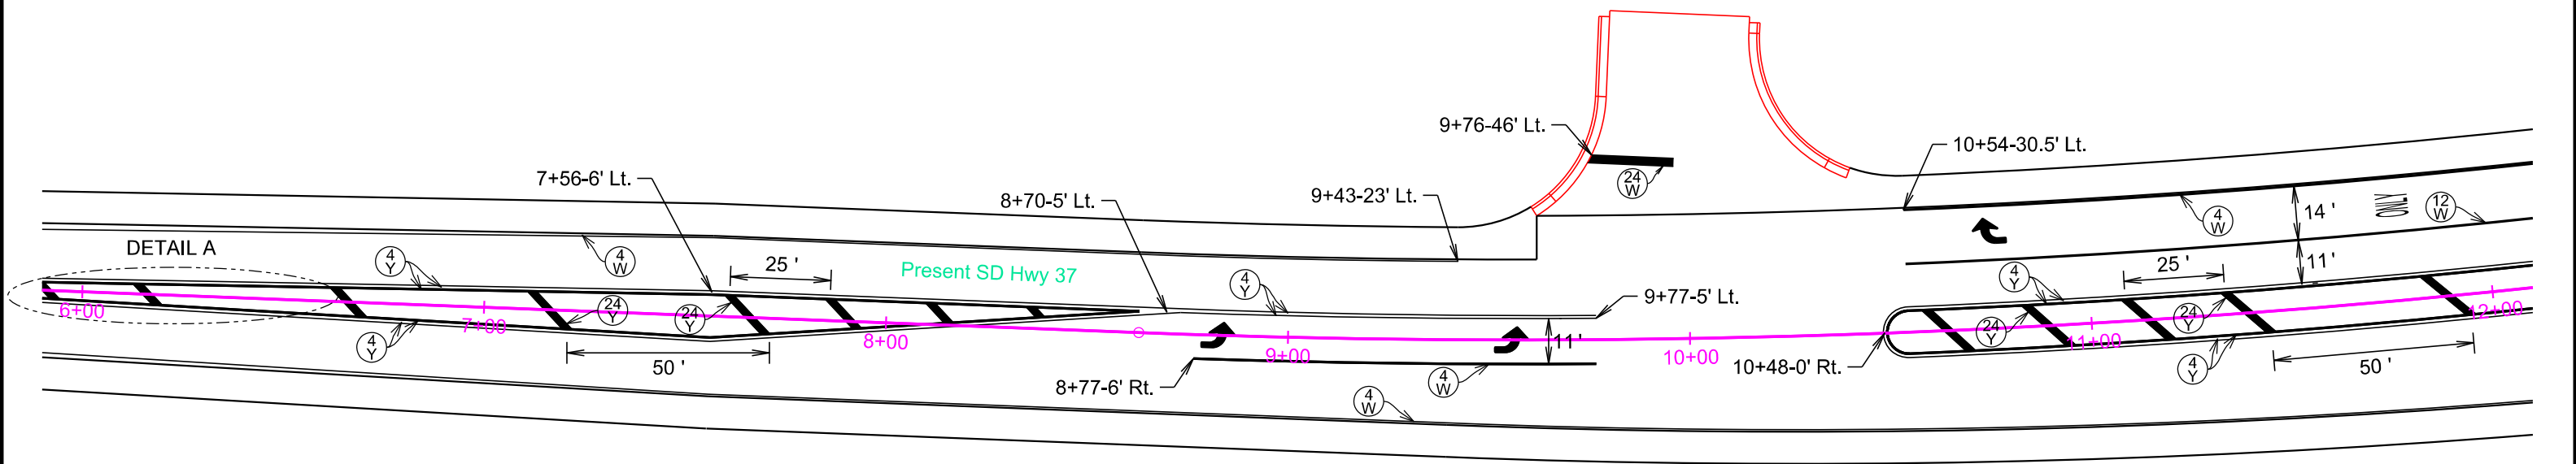 9+76-46' Lt.
10+54-30.5' Lt.
7+56-6' Lt.
8+70-5' Lt.
9+43-23' Lt.
24
W
4
W
14 '
ONLY
12
W
DETAIL A
4
Y
4
W
25 '
Present SD Hwy 37
4
Y
11'
25 '
4
Y
6+00
7+00
24
Y
24
Y
8+00
9+00
11'
9+77-5' Lt.
10+00
24
Y
11+00
24
Y
12+00
4
Y
50 '
8+77-6' Rt.
4
W
4
W
10+48-0' Rt.
4
Y
50 '